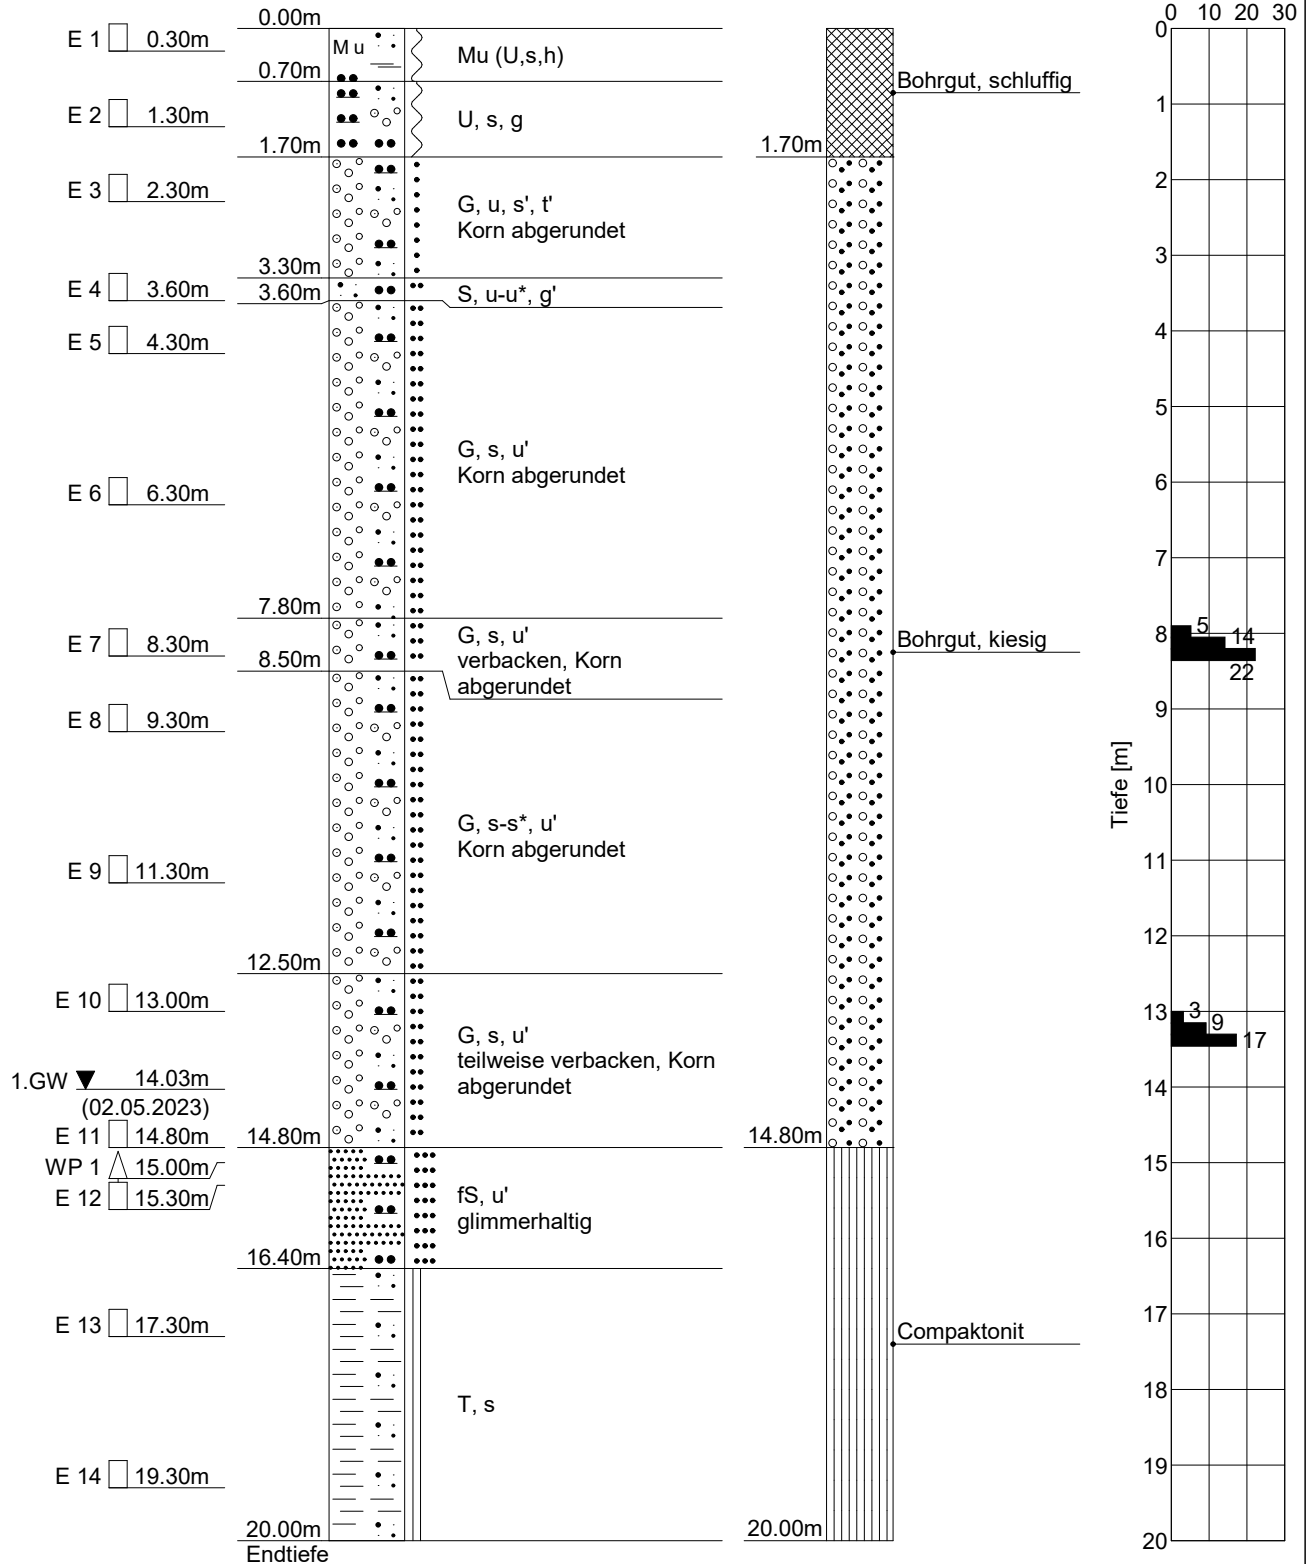 0 10 20 30
0.00m
0
E 1 0.30m
M u
Mu (U,s,h)
0.70m
Bohrgut, schluffig
1
E 2 1.30m
U, s, g
1.70m
1.70m
2
E 3 2.30m
G, u, s', t'
Korn abgerundet
3
3.30m
E 4 3.60m
3.60m
S, u-u*, g'
4
E 5 4.30m
5
G, s, u'
Korn abgerundet
6
E 6 6.30m
7
7.80m
5
8
14
E 7 8.30m
G, s, u'
verbacken, Korn
abgerundet
Bohrgut, kiesig
8.50m
22
9
E 8 9.30m
Tiefe [m]
10
G, s-s*, u'
Korn abgerundet
11
E 9 11.30m
12
12.50m
E 10 13.00m
13
3
9
17
G, s, u'
teilweise verbacken, Korn
abgerundet
1.GW 14.03m
(02.05.2023)
14
E 11 14.80m
14.80m
14.80m
WP 1 15.00m
15
E 12 15.30m
fS, u'
glimmerhaltig
16
16.40m
17
E 13 17.30m
Compaktonit
18
T, s
19
E 14 19.30m
20.00m
20.00m
20
Endtiefe